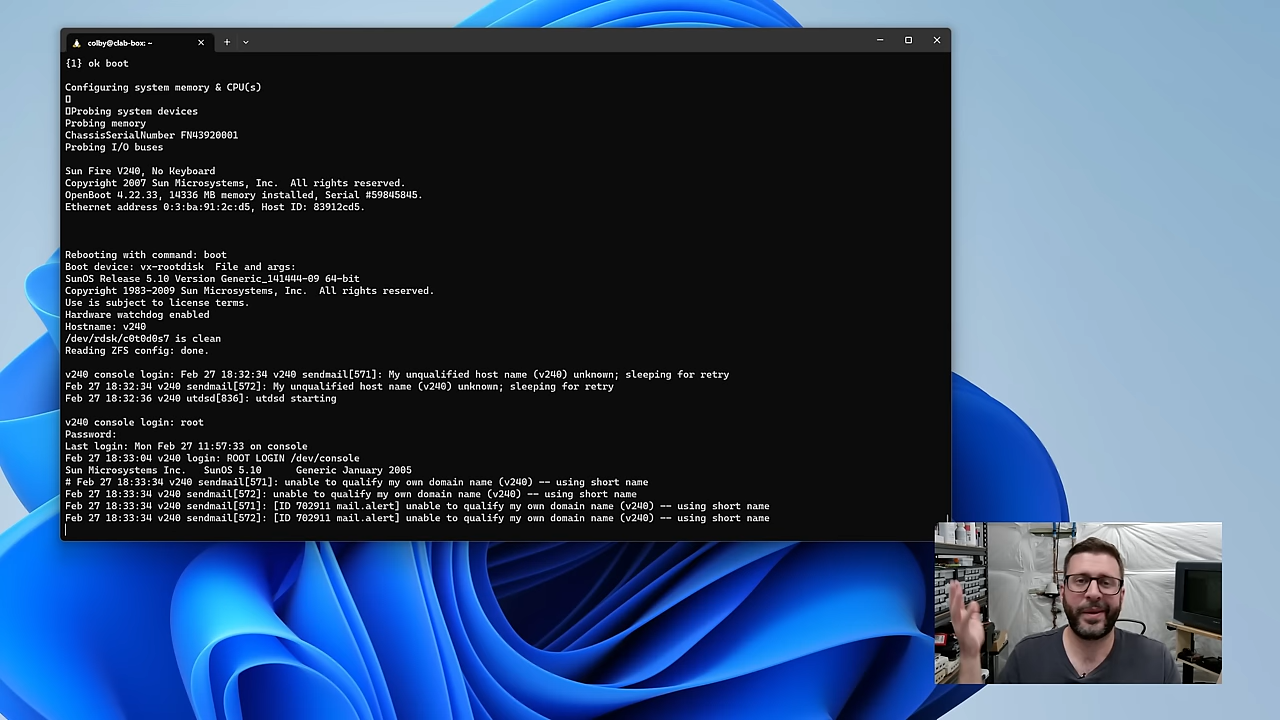 colby@clab-box: ~
{1} ok boot
Configuring system memory & CPU(s)
Probing system devices
Probing memory
ChassisSerialNumber FN43920001
Probing I/O buses
Sun Fire V240, No Keyboard
Copyright 2007 Sun Microsystems, Inc.  All rights reserved.
OpenBoot 4.22.33, 14336 MB memory installed, Serial #59845845.
Ethernet address 0:3:ba:91:2c:d5, Host ID: 83912cd5.
Rebooting with command: boot
Boot device: vx-rootdisk  File and args:
SunOS Release 5.10 Version Generic_141444-09 64-bit
Copyright 1983-2009 Sun Microsystems, Inc.  All rights reserved.
Use is subject to license terms.
Hardware watchdog enabled
Hostname: v240
/dev/rdsk/c0t0d0s7 is clean
Reading ZFS config: done.
v240 console login: Feb 27 18:32:34 v240 sendmail[571]: My unqualified host name (v240) unknown; sleeping for retry
Feb 27 18:32:34 v240 sendmail[572]: My unqualified host name (v240) unknown; sleeping for retry
Feb 27 18:32:36 v240 utdsd[836]: utdsd starting
v240 console login: root
Password:
Last login: Mon Feb 27 11:57:33 on console
Feb 27 18:33:04 v240 login: ROOT LOGIN /dev/console
Sun Microsystems Inc.   SunOS 5.10      Generic January 2005
# Feb 27 18:33:34 v240 sendmail[571]: unable to qualify my own domain name (v240) -- using short name
Feb 27 18:33:34 v240 sendmail[572]: unable to qualify my own domain name (v240) -- using short name
Feb 27 18:33:34 v240 sendmail[571]: [ID 702911 mail.alert] unable to qualify my own domain name (v240) -- using short name
Feb 27 18:33:34 v240 sendmail[572]: [ID 702911 mail.alert] unable to qualify my own domain name (v240) -- using short name